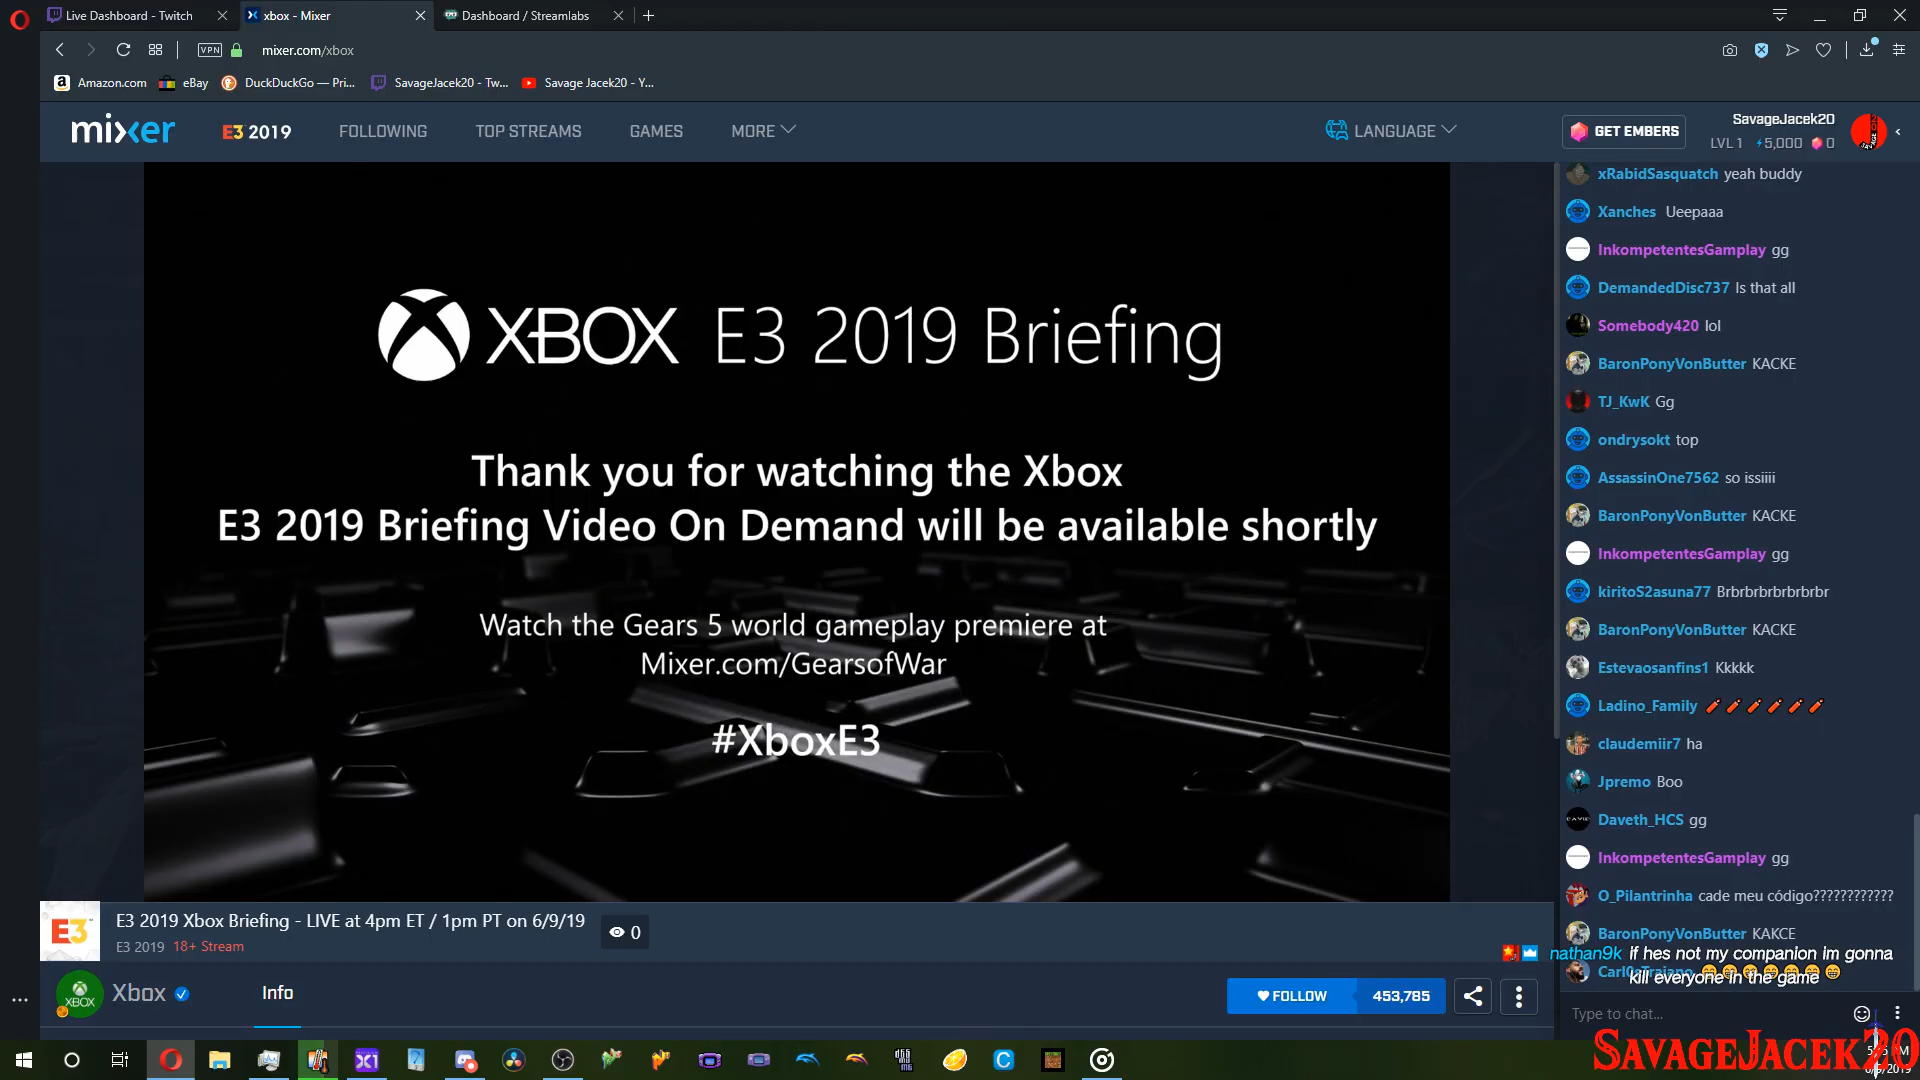 Live Dashboard - Twitch
xbox - Mixer
Dashboard / Streamlabs
VPN
mixer.com/xbox
Amazon.com
eBay
DuckDuckGo — Pri...
SavageJacek20 - Tw...
Savage Jacek20 - Y...
mixer
E3 2019
FOLLOWING
TOP STREAMS
GAMES
MORE
LANGUAGE
GET EMBERS
SavageJacek20
LVL 1
5,000
0
XBOX E3 2019 Briefing
Thank you for watching the Xbox
E3 2019 Briefing Video On Demand will be available shortly
Watch the Gears 5 world gameplay premiere at
Mixer.com/GearsofWar
#XboxE3
xRabidSasquatch yeah buddy
Xanches Ueepaaa
InkompetentesGamplay gg
DemandedDisc737 Is that all
Somebody420 lol
BaronPonyVonButter KACKE
TJ_KwK Gg
ondrysokt top
AssassinOne7562 so issiiii
BaronPonyVonButter KACKE
InkompetentesGamplay gg
kiritoS2asuna77 Brbrbrbrbrbrbr
BaronPonyVonButter KACKE
Estevaosanfins1 Kkkkk
Ladino_Family
claudemiir7 ha
Jpremo Boo
Daveth_HCS gg
InkompetentesGamplay gg
O_Pilantrinha cade meu código????????????
BaronPonyVonButter KAKCE
nathan9k if hes not my companion im gonna
kill everyone in the game
Type to chat...
E3
E3 2019 Xbox Briefing - LIVE at 4pm ET / 1pm PT on 6/9/19
0
E3 2019
18+ Stream
XBOX
Xbox
Info
FOLLOW
453,785
SAVAGEJACEK20